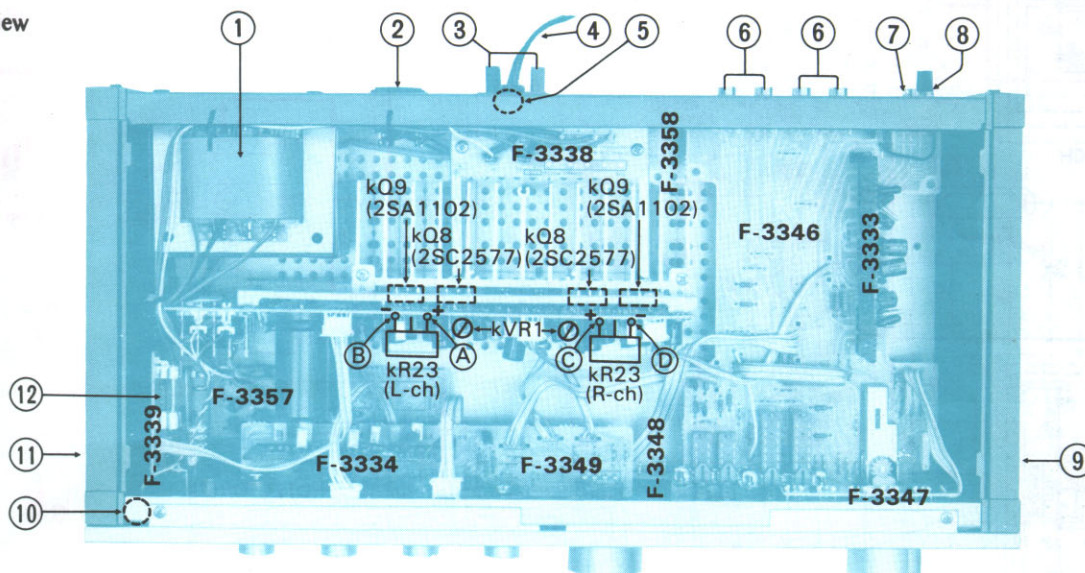 ew
① ② ③ ④ ⑤ ⑥ ⑥ ⑦ ⑧
F-3338
F-3358
kQ9
(2SA1102)
kQ9
(2SA1102)
kQ8
(2SC2577)
kQ8
(2SC2577)
F-3346
F-3333
− + + −
kVR1
Ⓑ Ⓐ Ⓒ Ⓓ
kR23
(L-ch)
kR23
(R-ch)
⑫
F-3357
F-3339
⑪
F-3334
F-3349
F-3348
⑨
F-3347
⑩